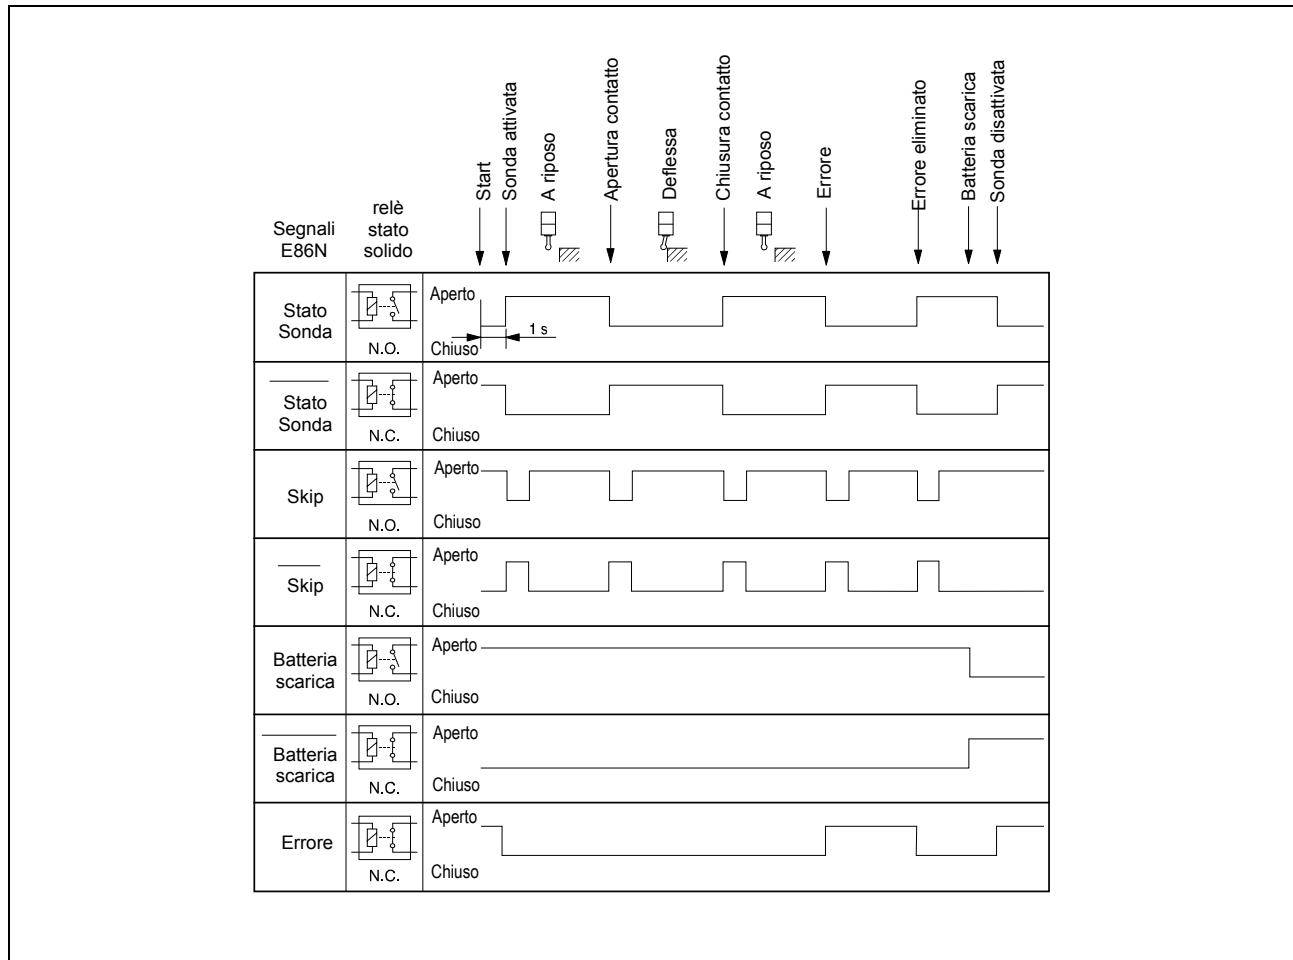 Start
Sonda attivata
A riposo
Apertura contatto
Deflessa
Chiusura contatto
A riposo
Errore
Errore eliminato
Batteria scarica
Sonda disattivata
Segnali
E86N
relè
stato
solido
Stato
Sonda
N.O.
Aperto
1 s
Chiuso
Stato
Sonda
N.C.
Aperto
Chiuso
Skip
N.O.
Aperto
Chiuso
Skip
N.C.
Aperto
Chiuso
Batteria
scarica
N.O.
Aperto
Chiuso
Batteria
scarica
N.C.
Aperto
Chiuso
Errore
N.C.
Aperto
Chiuso